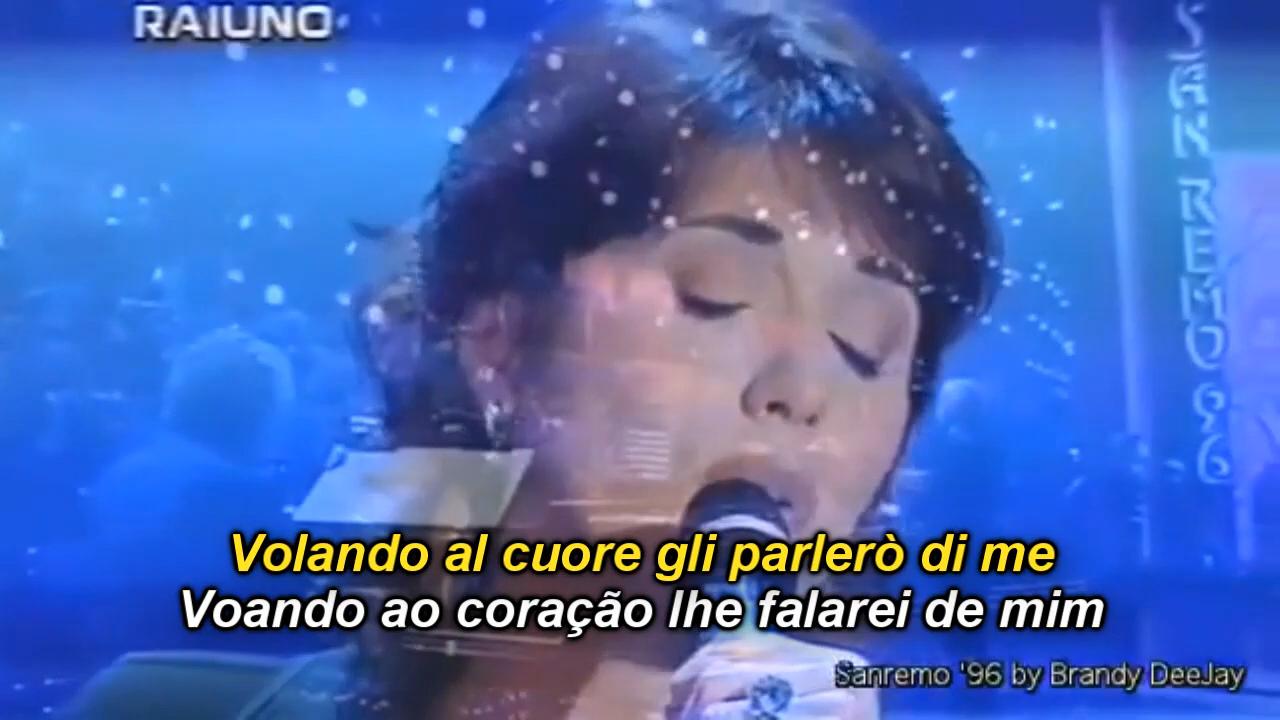 RAIUNO
SANREMO 96
Volando al cuore gli parlerò di me
Voando ao coração lhe falarei de mim
Sanremo '96 by Brandy DeeJay